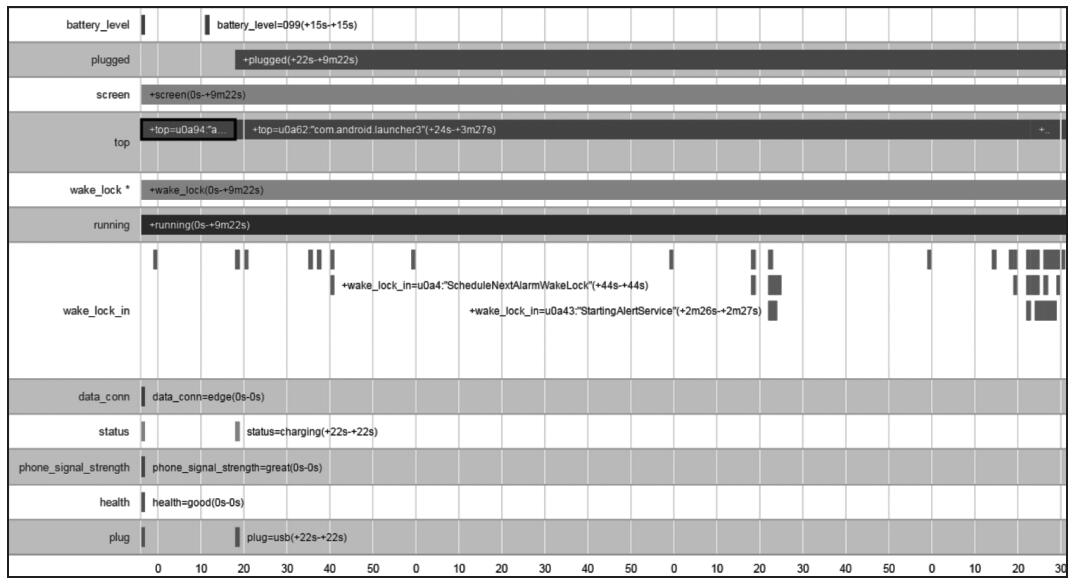 battery_level battery_level=099(+15s-+15s)
plugged +plugged(+22s-+9m22s)
screen +screen(0s-+9m22s)
top +top=u0a94:"a... +top=u0a62:"com.android.launcher3"(+24s-+3m27s) +..
wake_lock * +wake_lock(0s-+9m22s)
running +running(0s-+9m22s)
+wake_lock_in=u0a4:"ScheduleNextAlarmWakeLock"(+44s-+44s)
wake_lock_in +wake_lock_in=u0a43:"StartingAlertService"(+2m26s-+2m27s)
data_conn data_conn=edge(0s-0s)
status status=charging(+22s-+22s)
phone_signal_strength phone_signal_strength=great(0s-0s)
health health=good(0s-0s)
plug plug=usb(+22s-+22s)
0 10 20 30 40 50 0 10 20 30 40 50 0 10 20 30 40 50 0 10 20 30